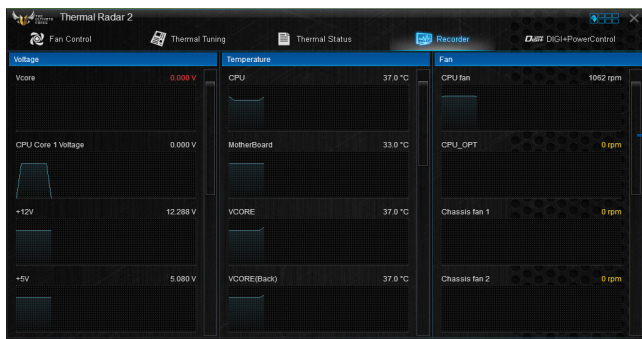 THE ULTIMATE FORCE
Thermal Radar 2
Fan Control
Thermal Tuning
Thermal Status
Recorder
DIGI+PowerControl
Voltage
Temperature
Fan
Vcore 0.000 V
CPU 37.0 °C
CPU fan 1062 rpm
CPU Core 1 Voltage 0.000 V
MotherBoard 33.0 °C
CPU_OPT 0 rpm
+12V 12.288 V
VCORE 37.0 °C
Chassis fan 1 0 rpm
+5V 5.080 V
VCORE(Back) 37.0 °C
Chassis fan 2 0 rpm